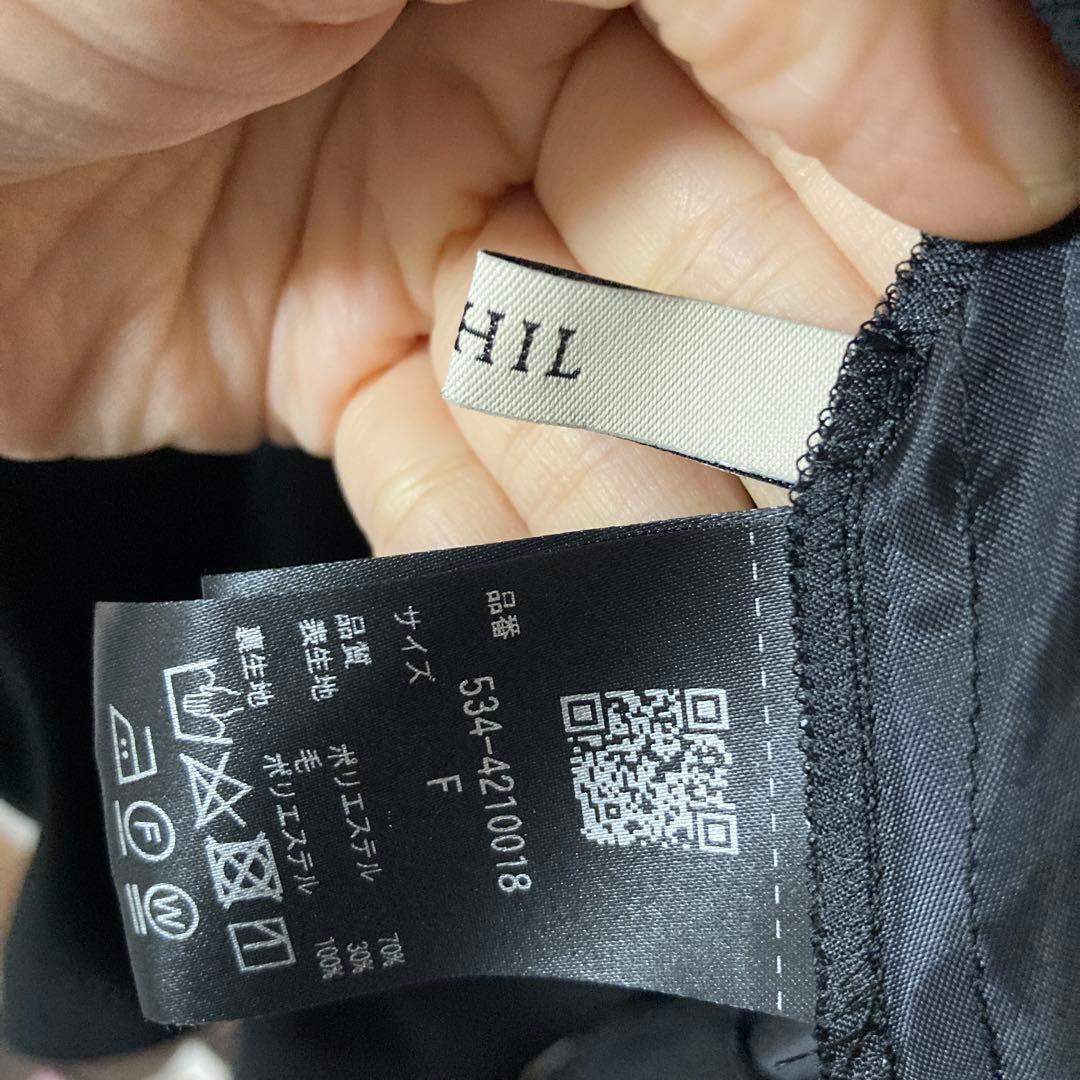 HIL
品番 534-4210018
サイズ F
品質
表生地 ポリエステル 70%
毛 30%
裏生地 ポリエステル 100%
F
W